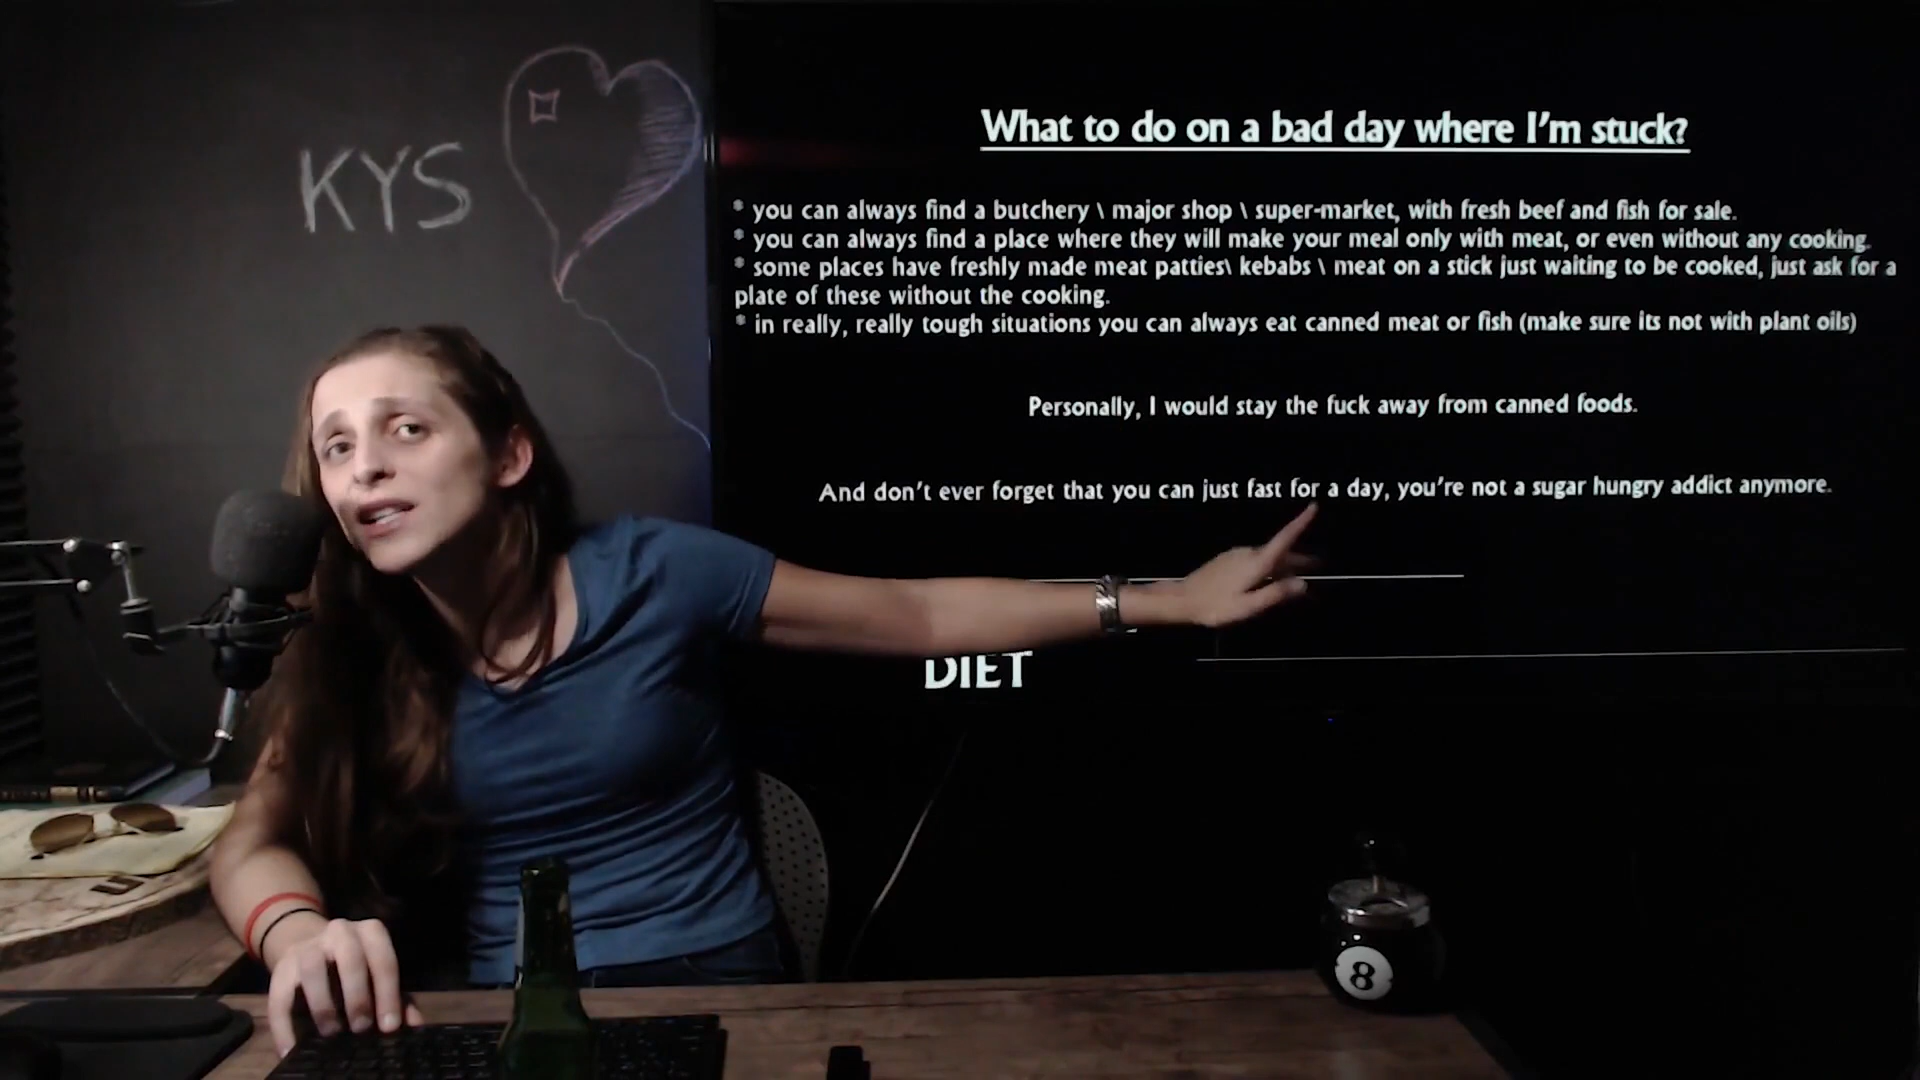 KYS
What to do on a bad day where I'm stuck?
* you can always find a butchery \ major shop \ super-market, with fresh beef and fish for sale.
* you can always find a place where they will make your meal only with meat, or even without any cooking.
* some places have freshly made meat patties\ kebabs \ meat on a stick just waiting to be cooked, just ask for a
plate of these without the cooking.
* in really, really tough situations you can always eat canned meat or fish (make sure its not with plant oils)
Personally, I would stay the fuck away from canned foods.
And don't ever forget that you can just fast for a day, you're not a sugar hungry addict anymore.
DIET
8